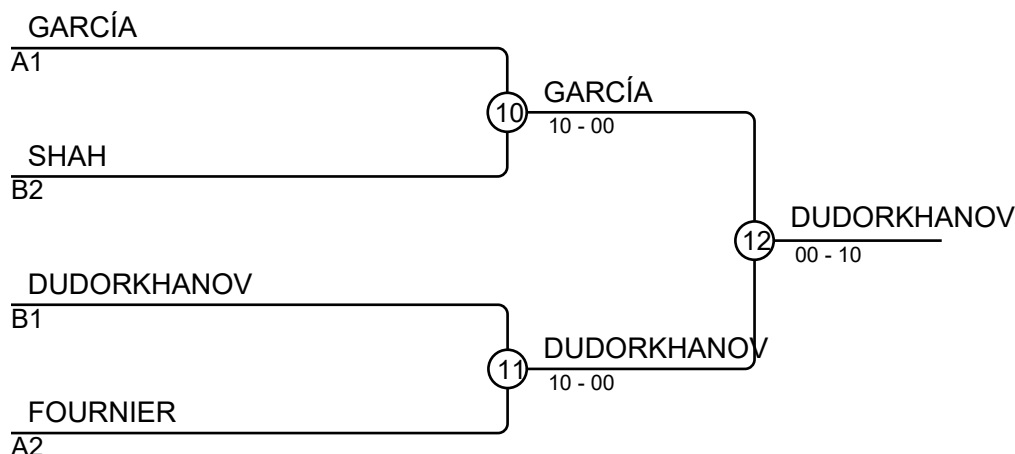 GARCÍA
A1
10
GARCÍA
10 - 00
SHAH
B2
12
DUDORKHANOV
00 - 10
DUDORKHANOV
B1
11
DUDORKHANOV
10 - 00
FOURNIER
A2